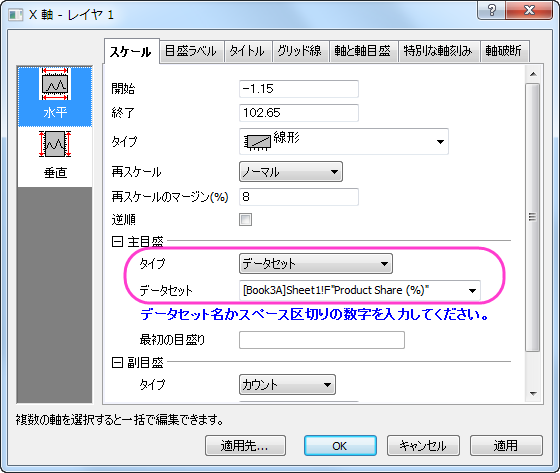 X 軸 - レイヤ 1
スケール 目盛ラベル タイトル グリッド線 軸と軸目盛 特別な軸刻み 軸破断
水平
垂直
開始 -1.15
終了 102.65
タイプ 線形
再スケール ノーマル
再スケールのマージン(%) 8
逆順
主目盛
タイプ データセット
データセット [Book3A]Sheet1!F"Product Share (%)"
データセット名かスペース区切りの数字を入力してください。
最初の目盛り
副目盛
タイプ カウント
複数の軸を選択すると一括で編集できます。
適用先... OK キャンセル 適用